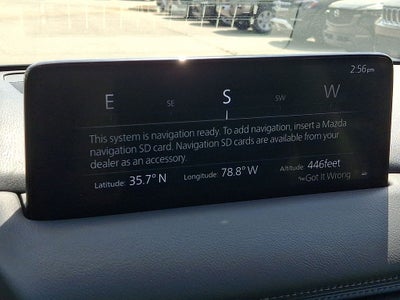 2:56pm
E SE S SW W
This system is navigation ready. To add navigation, insert a Mazda
navigation SD card. Navigation SD cards are available from your
dealer as an accessory.
Latitude: 35.7° N Longitude: 78.8° W Altitude: 446feet
Got It Wrong